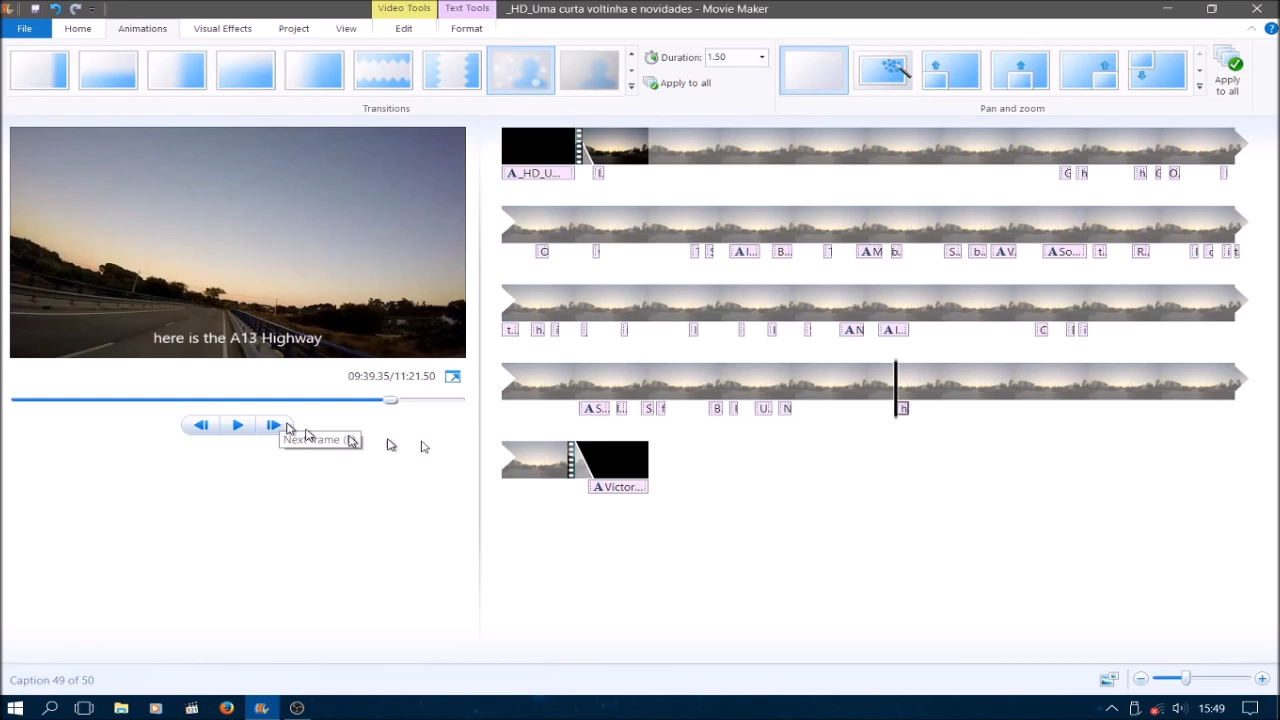 Video Tools Text Tools _HD_Uma curta voltinha e novidades - Movie Maker
File Home Animations Visual Effects Project View Edit Format
Duration: 1.50
Apply to all
Apply to all
Transitions
Pan and zoom
here is the A13 Highway
09:39.35/11:21.50
Next frame
A _HD_U...
O
A I... B... A M b. S.. b.. A V. A So... t.. R..
t.. h. A N A I...
A S.. S f B U. N
h
A Victor...
Caption 49 of 50
15:49